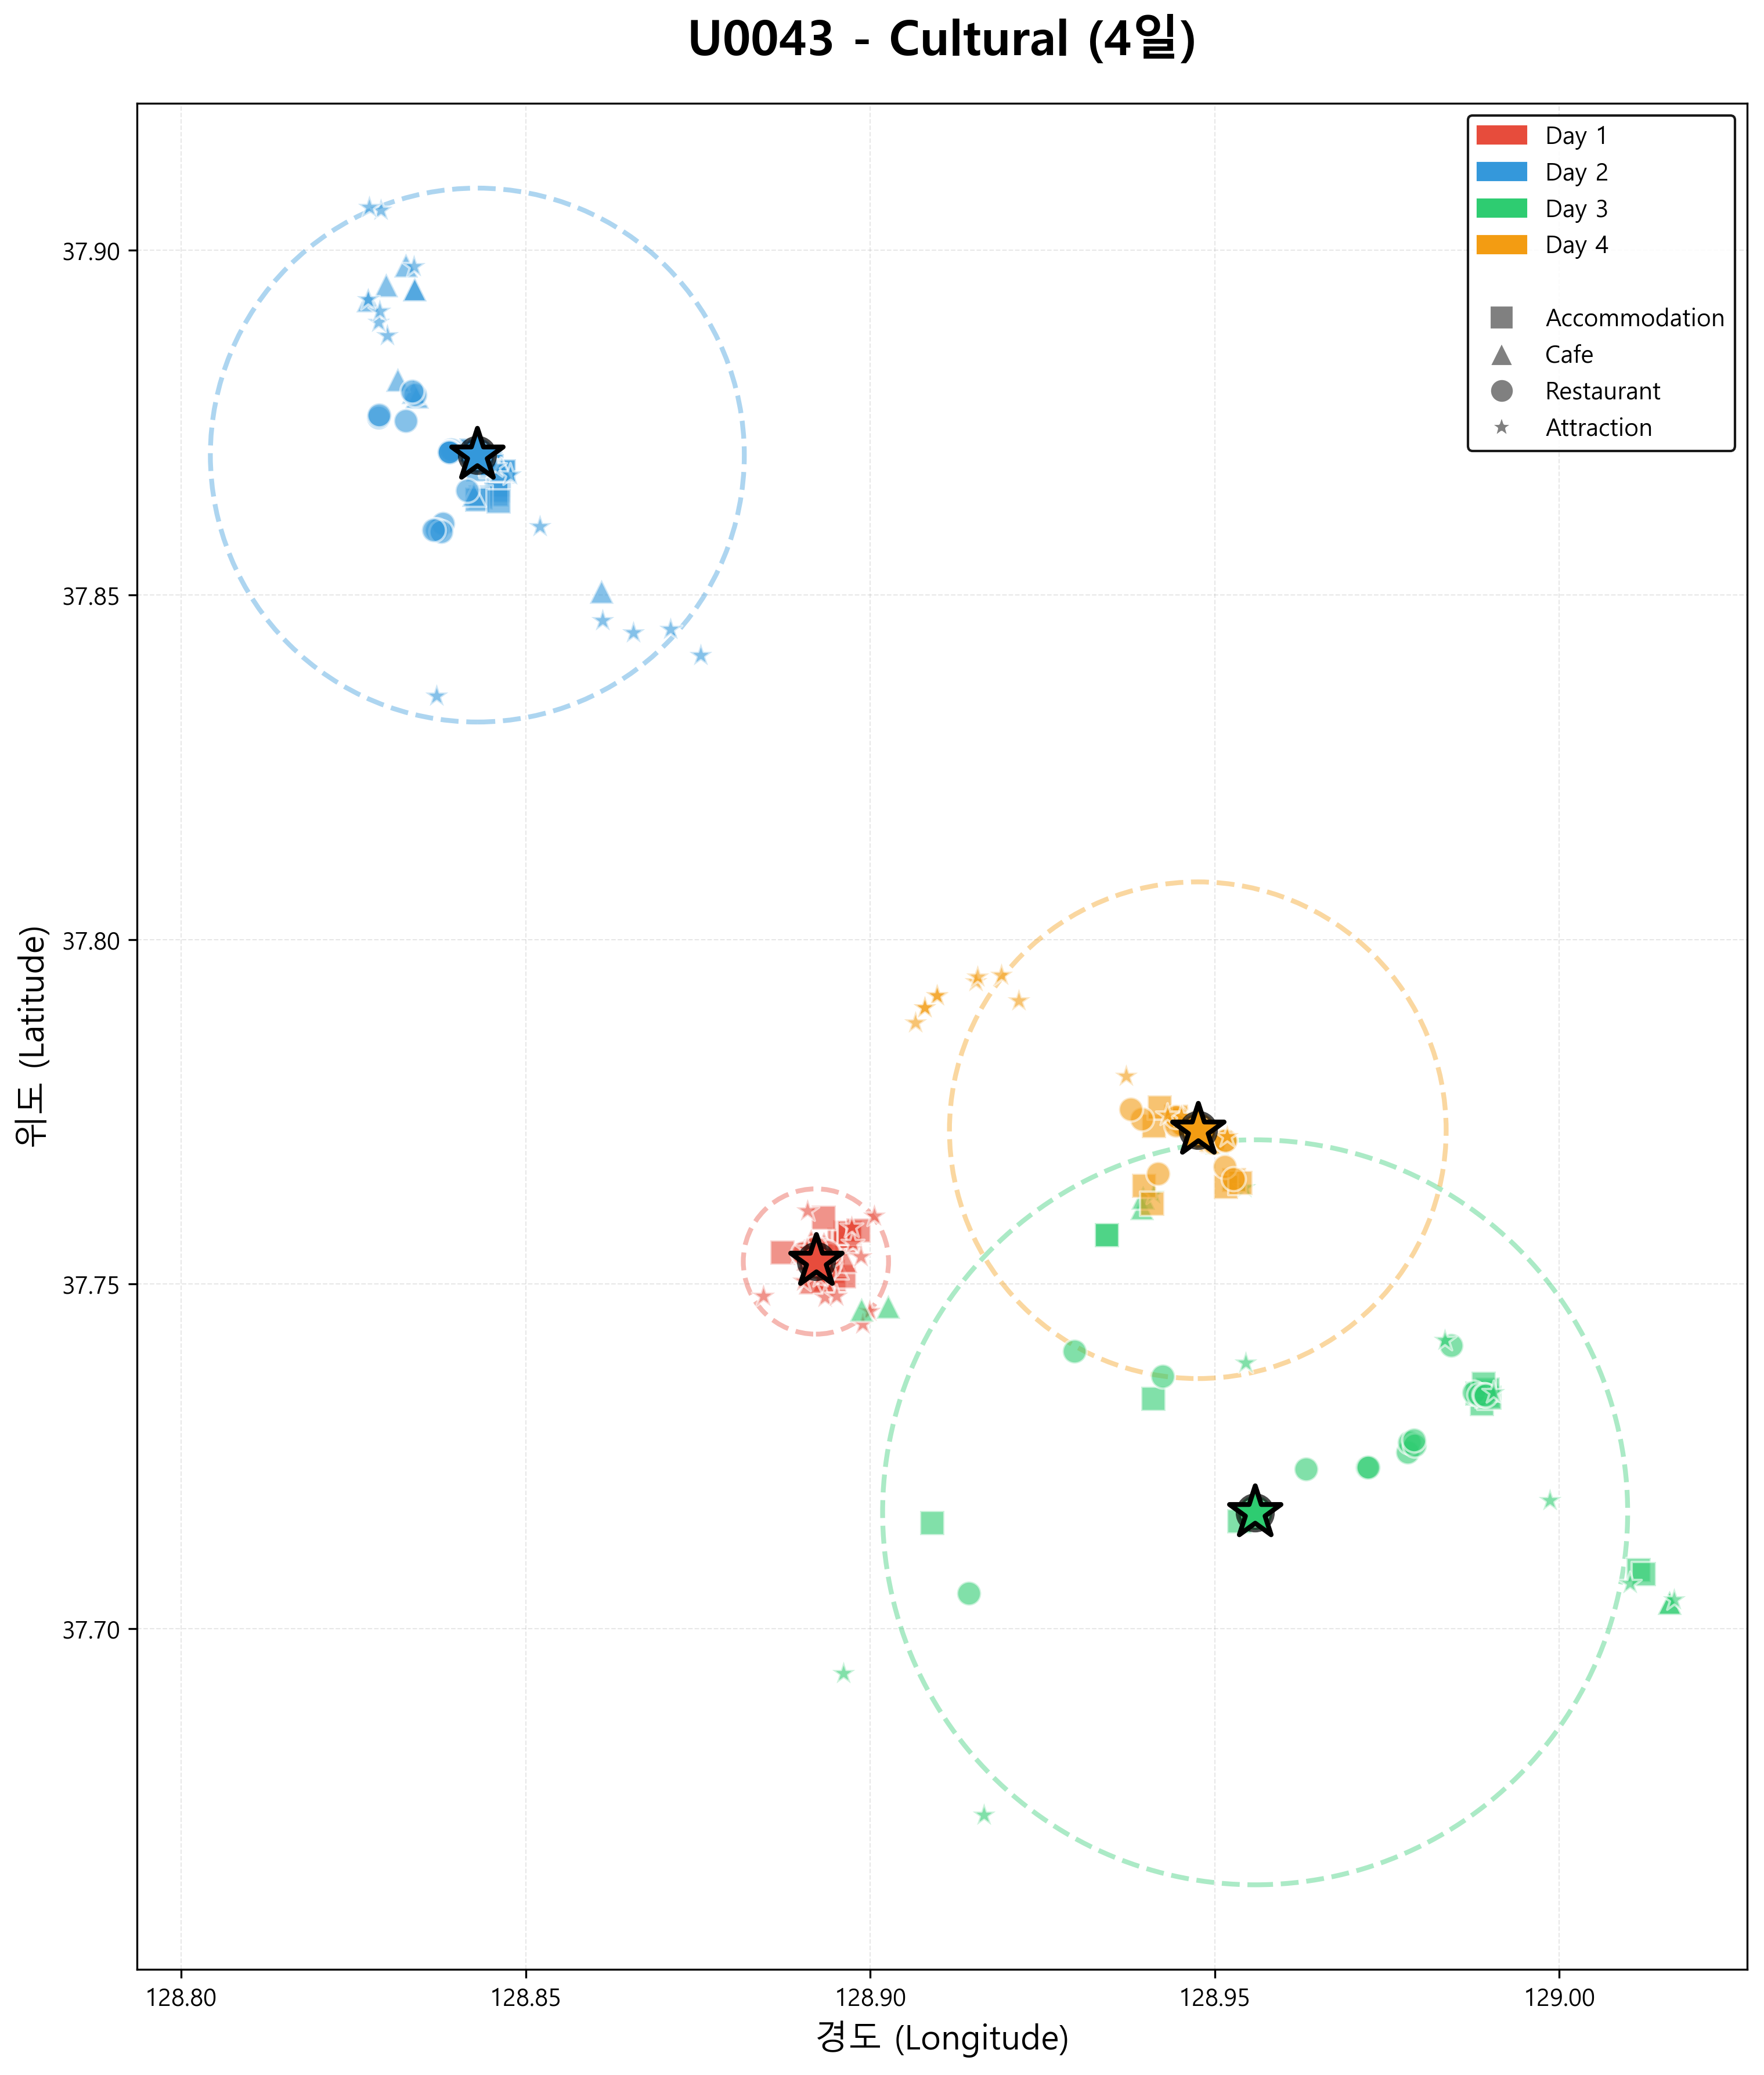 U0043 - Cultural (4일)
Day 1
Day 2
Day 3
Day 4
Accommodation
Cafe
Restaurant
Attraction
37.90
37.85
37.80
37.75
37.70
위도 (Latitude)
128.80 128.85 128.90 128.95 129.00
경도 (Longitude)